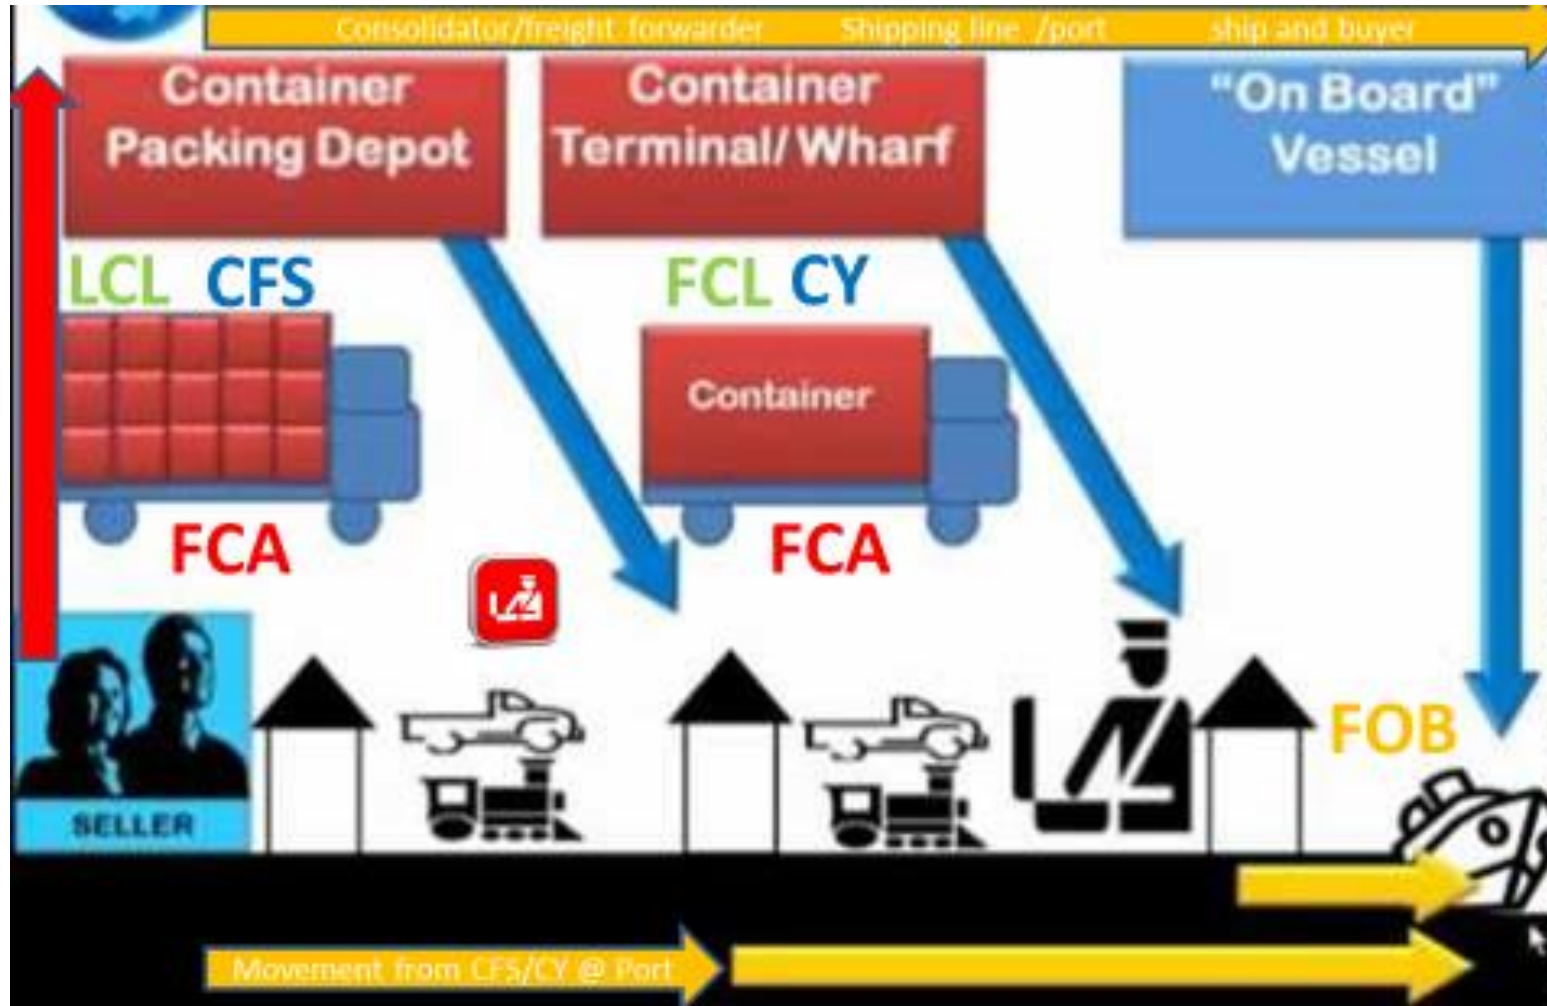 Consolidator/freight forwarder Shipping line /port ship and buyer
Container
Packing Depot
Container
Terminal/Wharf
"On Board"
Vessel
LCL CFS
FCL CY
Container
FCA
FCA
FOB
SELLER
Movement from CFS/CY @ Port